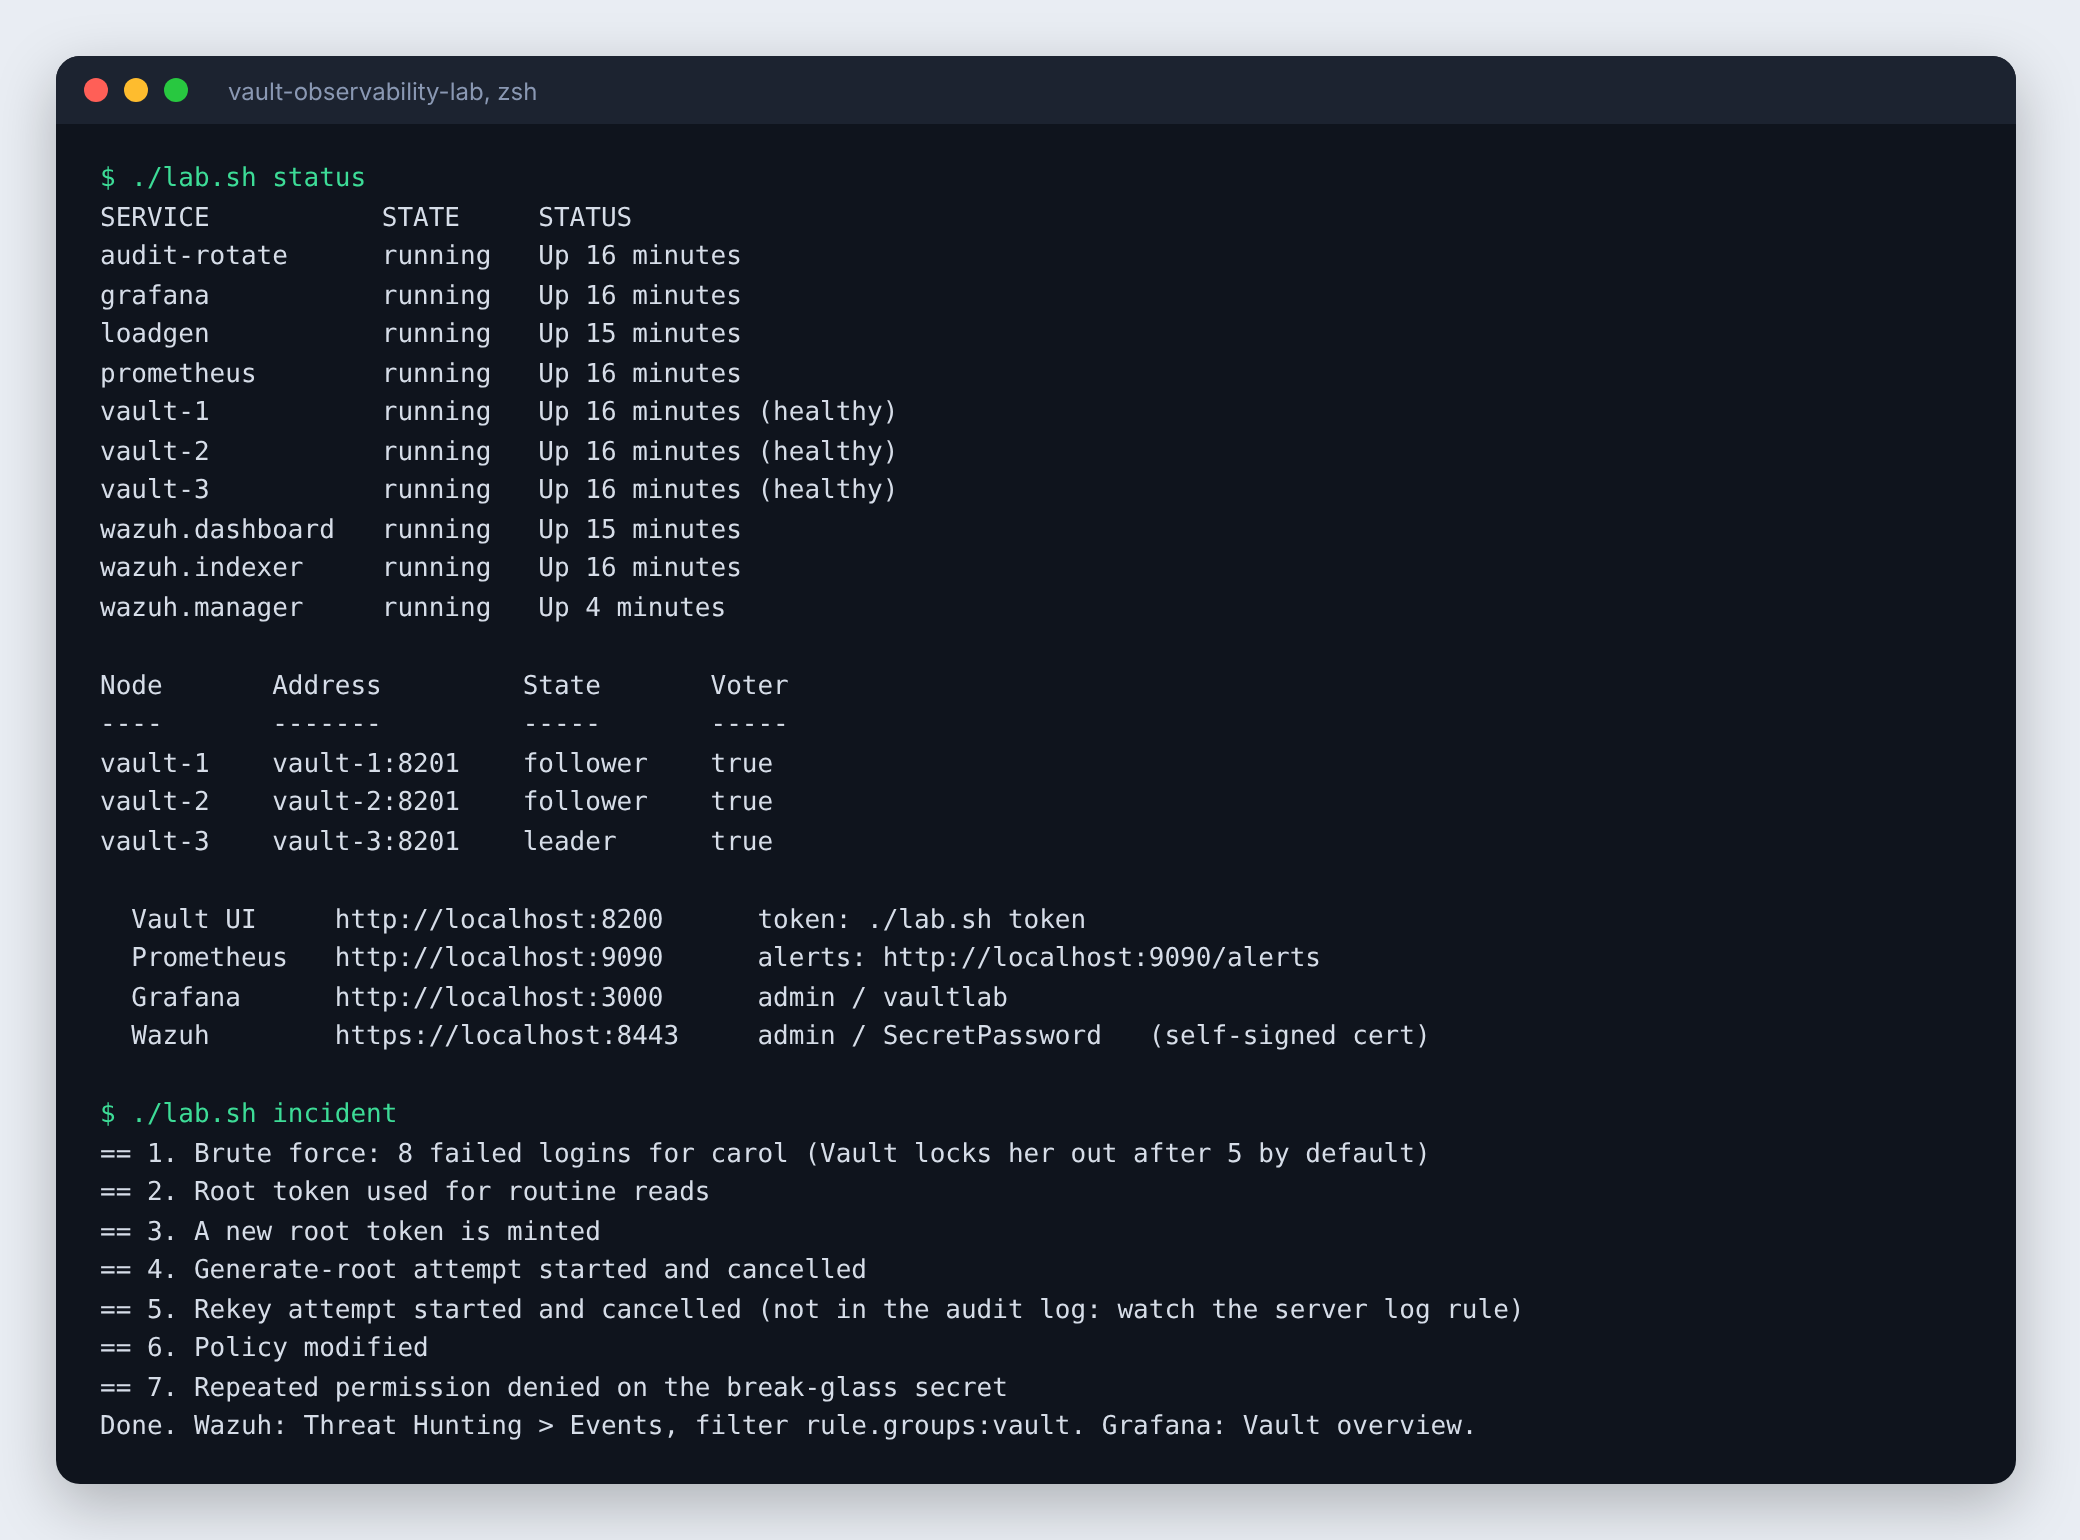 vault-observability-lab, zsh
$ ./lab.sh status
SERVICE           STATE     STATUS
audit-rotate      running   Up 16 minutes
grafana           running   Up 16 minutes
loadgen           running   Up 15 minutes
prometheus        running   Up 16 minutes
vault-1           running   Up 16 minutes (healthy)
vault-2           running   Up 16 minutes (healthy)
vault-3           running   Up 16 minutes (healthy)
wazuh.dashboard   running   Up 15 minutes
wazuh.indexer     running   Up 16 minutes
wazuh.manager     running   Up 4 minutes
Node       Address         State       Voter
----       -------         -----       -----
vault-1    vault-1:8201    follower    true
vault-2    vault-2:8201    follower    true
vault-3    vault-3:8201    leader      true
  Vault UI     http://localhost:8200      token: ./lab.sh token
  Prometheus   http://localhost:9090      alerts: http://localhost:9090/alerts
  Grafana      http://localhost:3000      admin / vaultlab
  Wazuh        https://localhost:8443     admin / SecretPassword   (self-signed cert)
$ ./lab.sh incident
== 1. Brute force: 8 failed logins for carol (Vault locks her out after 5 by default)
== 2. Root token used for routine reads
== 3. A new root token is minted
== 4. Generate-root attempt started and cancelled
== 5. Rekey attempt started and cancelled (not in the audit log: watch the server log rule)
== 6. Policy modified
== 7. Repeated permission denied on the break-glass secret
Done. Wazuh: Threat Hunting > Events, filter rule.groups:vault. Grafana: Vault overview.